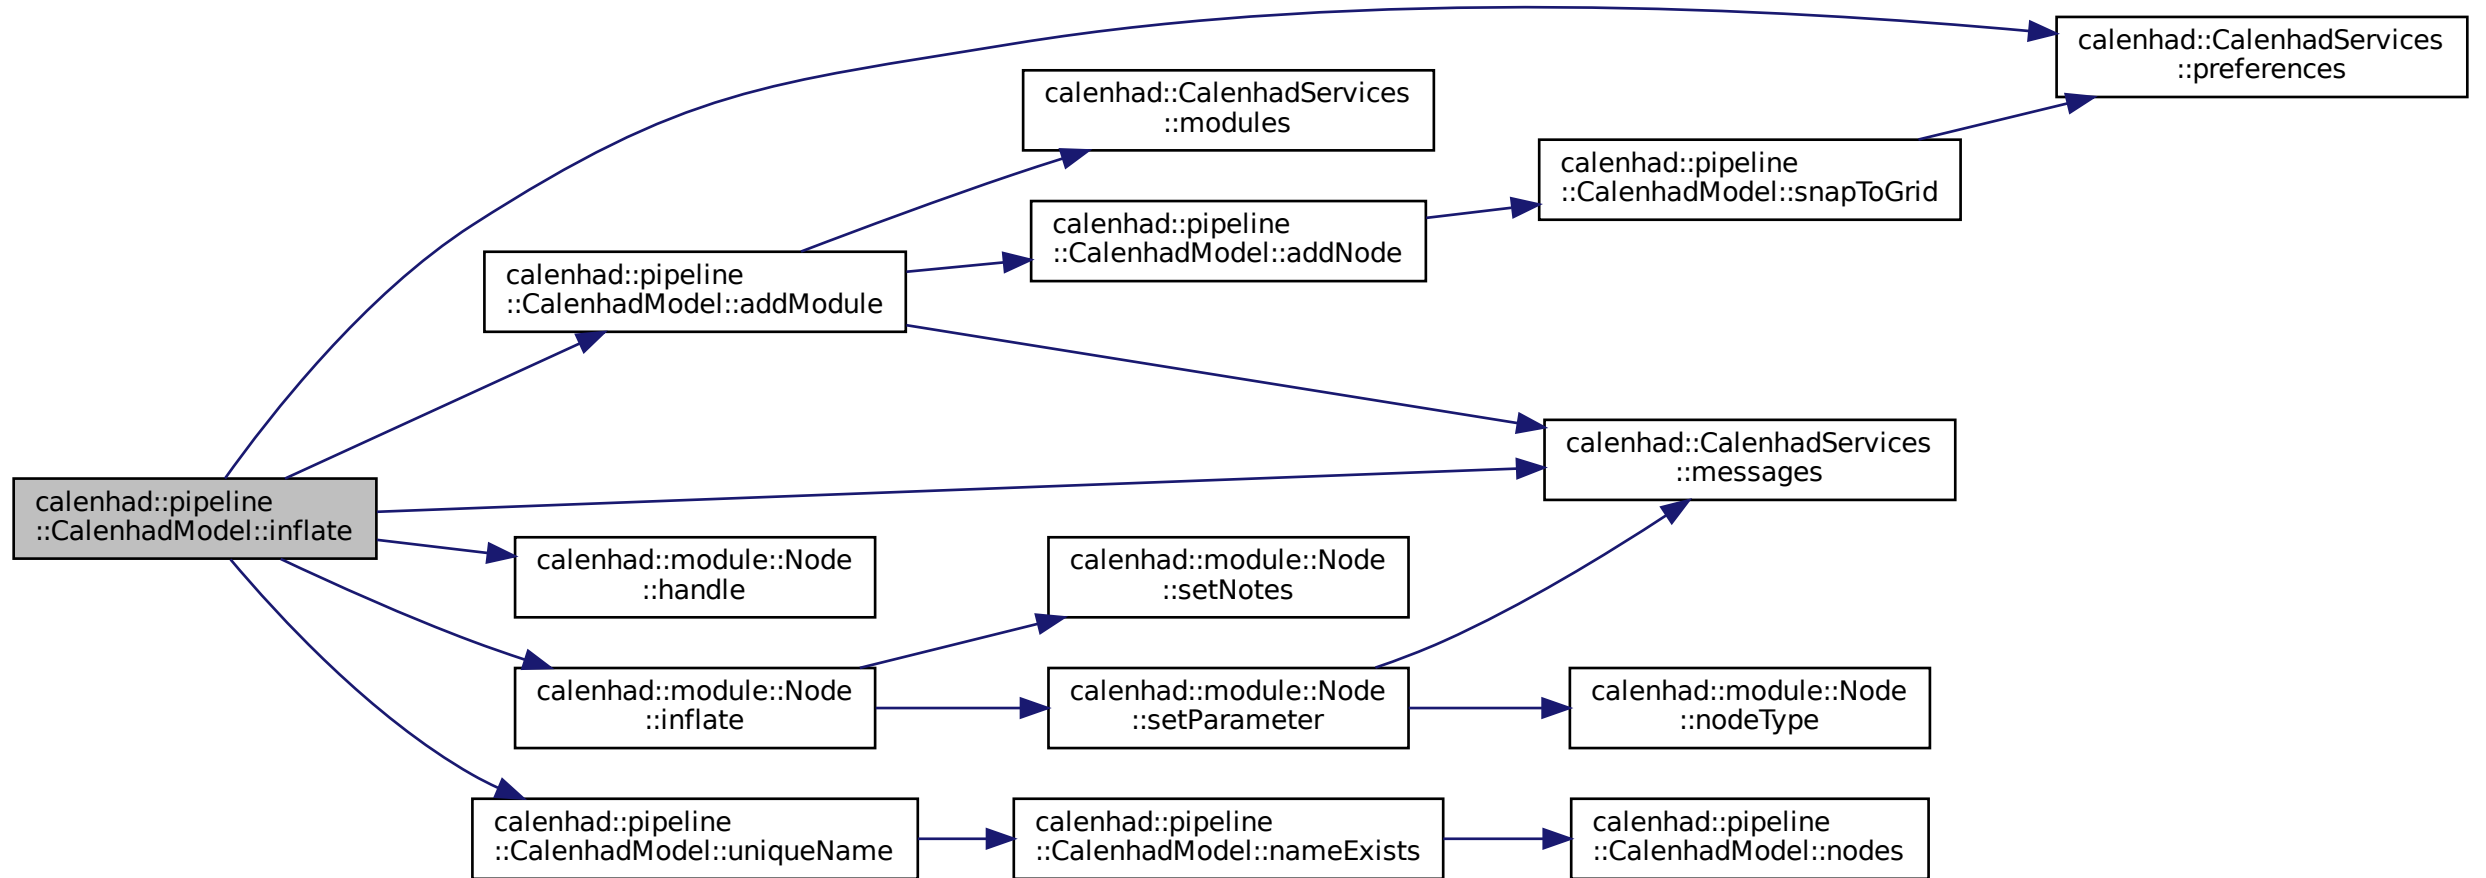 calenhad::CalenhadServices
::preferences
calenhad::CalenhadServices
::modules
calenhad::pipeline
::CalenhadModel::snapToGrid
calenhad::pipeline
::CalenhadModel::addNode
calenhad::pipeline
::CalenhadModel::addModule
calenhad::CalenhadServices
::messages
calenhad::pipeline
::CalenhadModel::inflate
calenhad::module::Node
::handle
calenhad::module::Node
::setNotes
calenhad::module::Node
::inflate
calenhad::module::Node
::setParameter
calenhad::module::Node
::nodeType
calenhad::pipeline
::CalenhadModel::uniqueName
calenhad::pipeline
::CalenhadModel::nameExists
calenhad::pipeline
::CalenhadModel::nodes